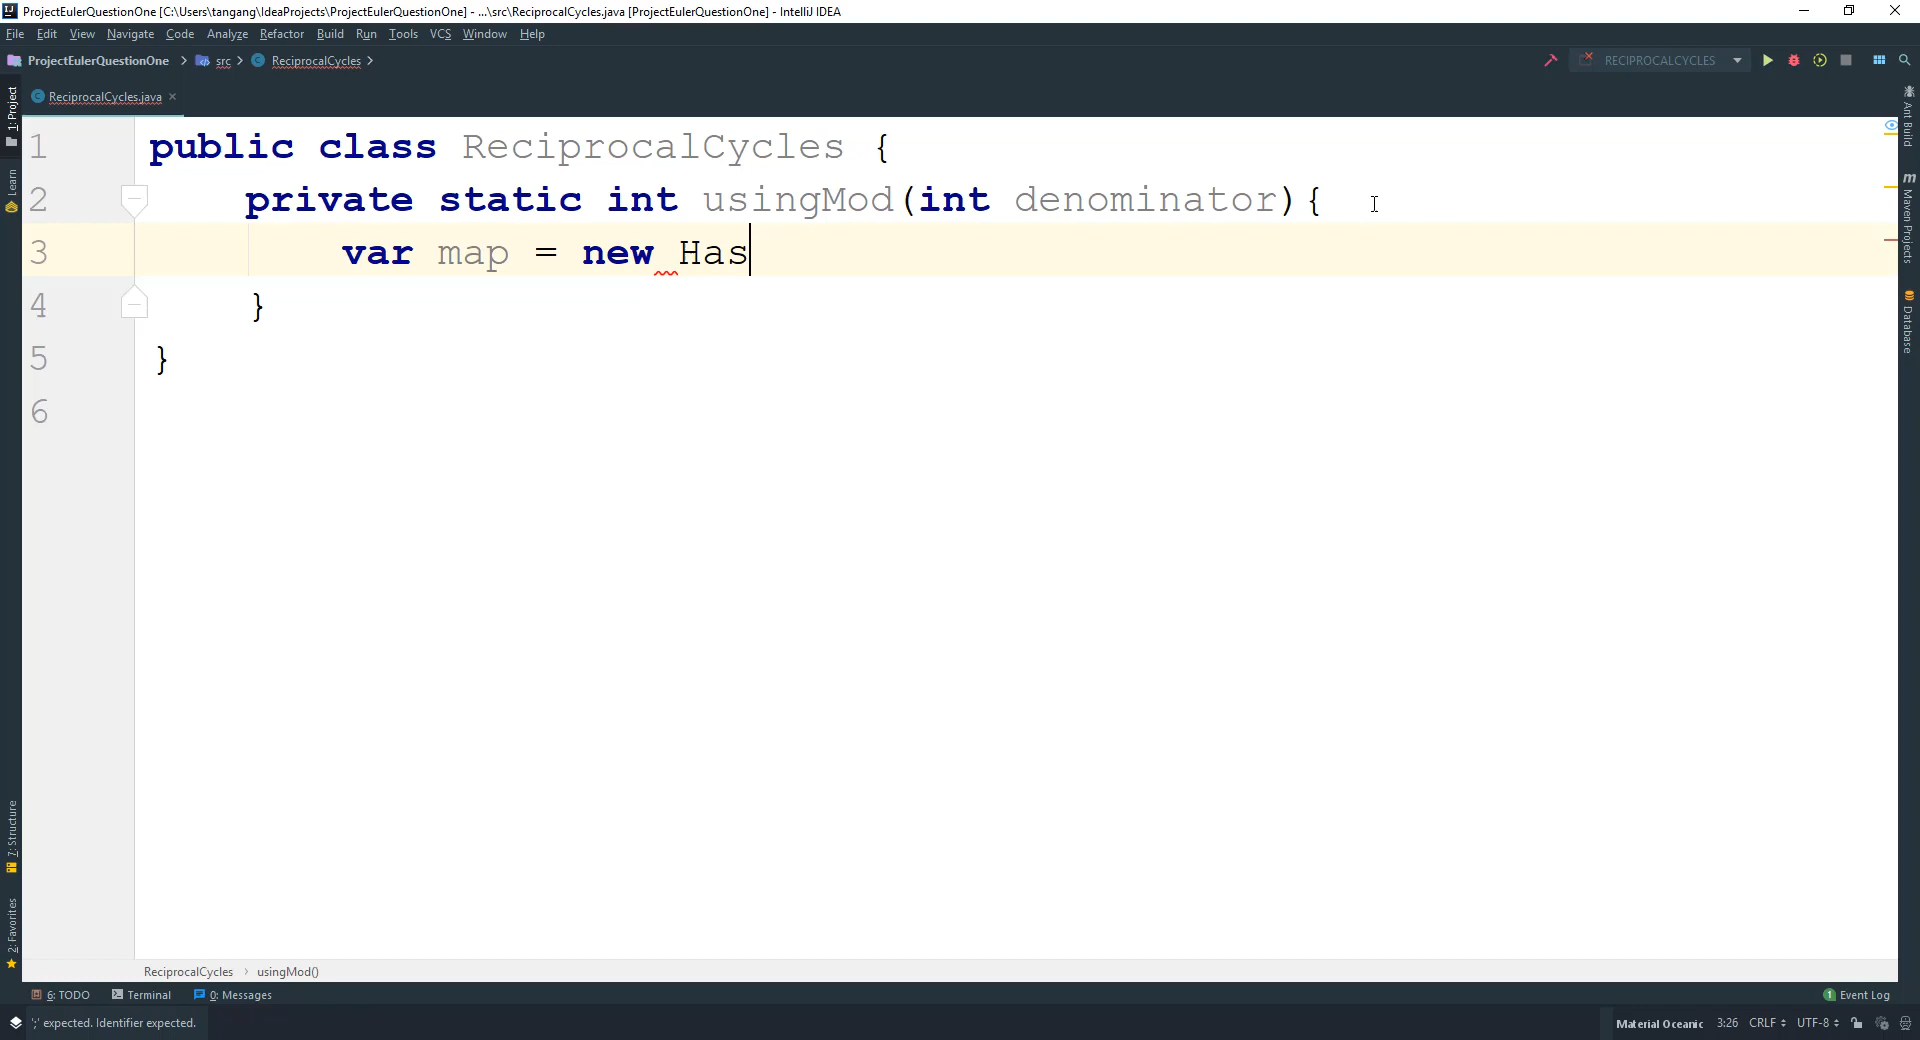 ProjectEulerQuestionOne [C:\Users\tangang\IdeaProjects\ProjectEulerQuestionOne] - ...\src\ReciprocalCycles.java [ProjectEulerQuestionOne] - IntelliJ IDEA
File Edit View Navigate Code Analyze Refactor Build Run Tools VCS Window Help
ProjectEulerQuestionOne src ReciprocalCycles RECIPROCALCYCLES
ReciprocalCycles.java
1: Project
Learn
7: Structure
2: Favorites
1 public class ReciprocalCycles {
2 private static int usingMod(int denominator){
3 var map = new Has
4 }
5 }
6
Ant Build
m Maven Projects
Database
ReciprocalCycles › usingMod()
6: TODO Terminal 0: Messages 1 Event Log
';' expected. Identifier expected. Material Oceanic 3:26 CRLF UTF-8